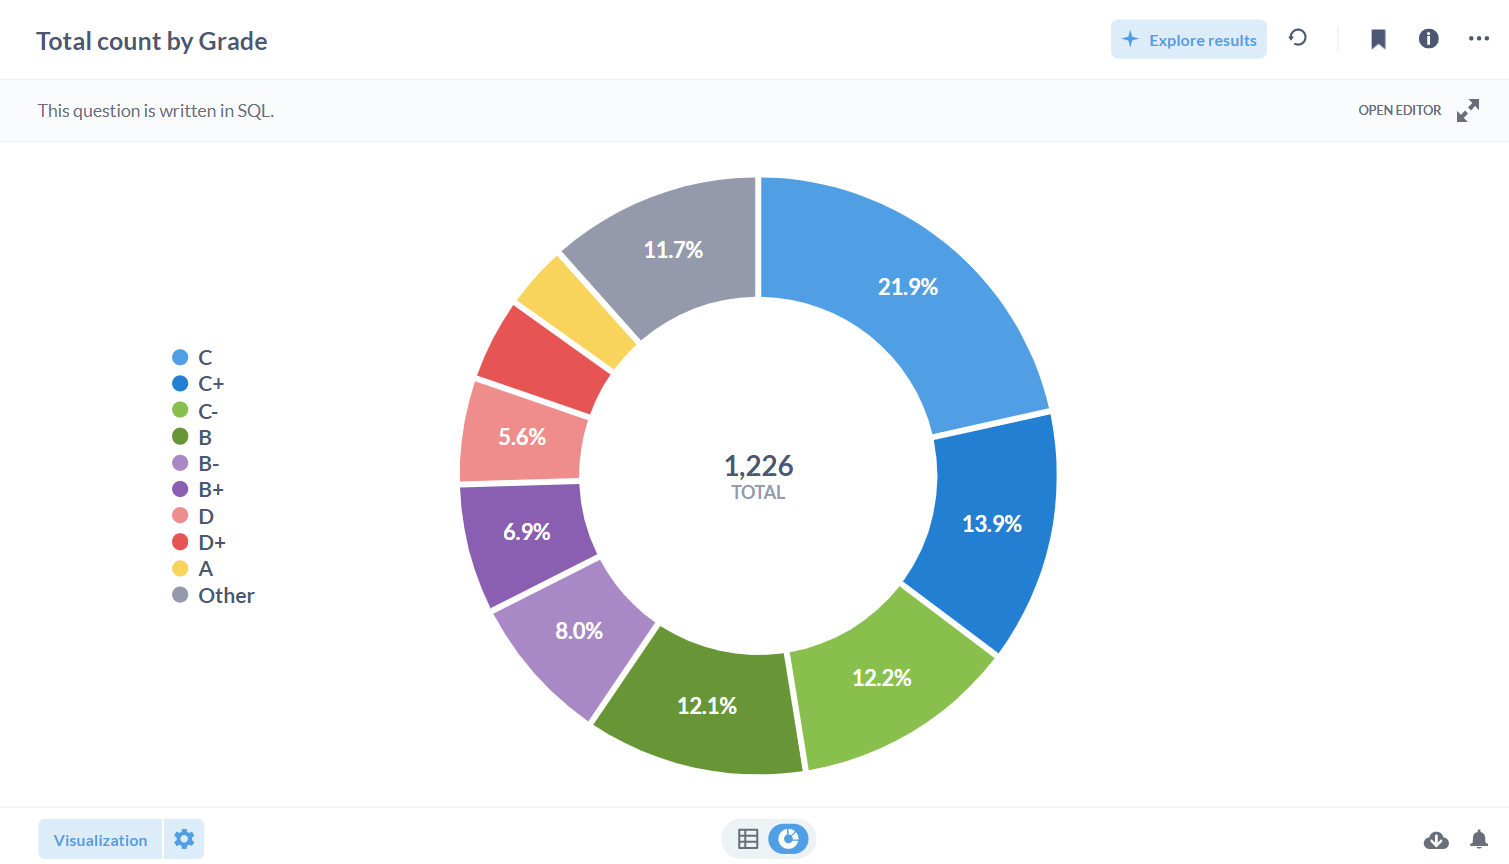 Total count by Grade
Explore results
This question is written in SQL.
OPEN EDITOR
C
C+
C-
B
B-
B+
D
D+
A
Other
11.7%
21.9%
5.6%
13.9%
6.9%
8.0%
12.2%
12.1%
1,226
TOTAL
Visualization